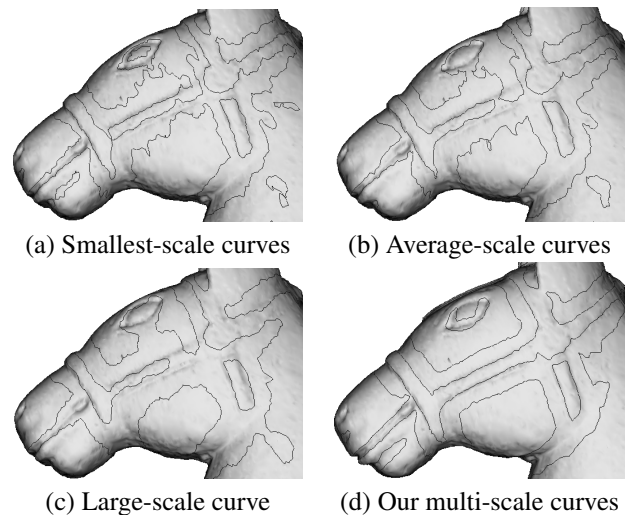 (a) Smallest-scale curves
(b) Average-scale curves
(c) Large-scale curve
(d) Our multi-scale curves